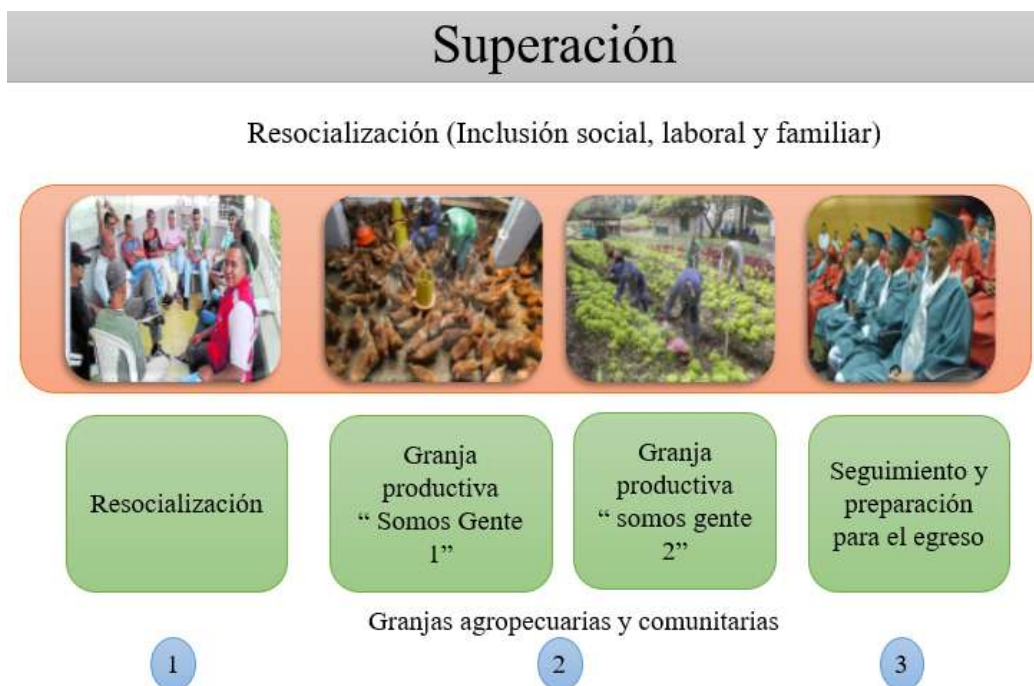 Superación
Resocialización (Inclusión social, laboral y familiar)
Resocialización
Granja
productiva
“ Somos Gente
1”
Granja
productiva
“ somos gente
2”
Seguimiento y
preparación
para el egreso
Granjas agropecuarias y comunitarias
1
2
3